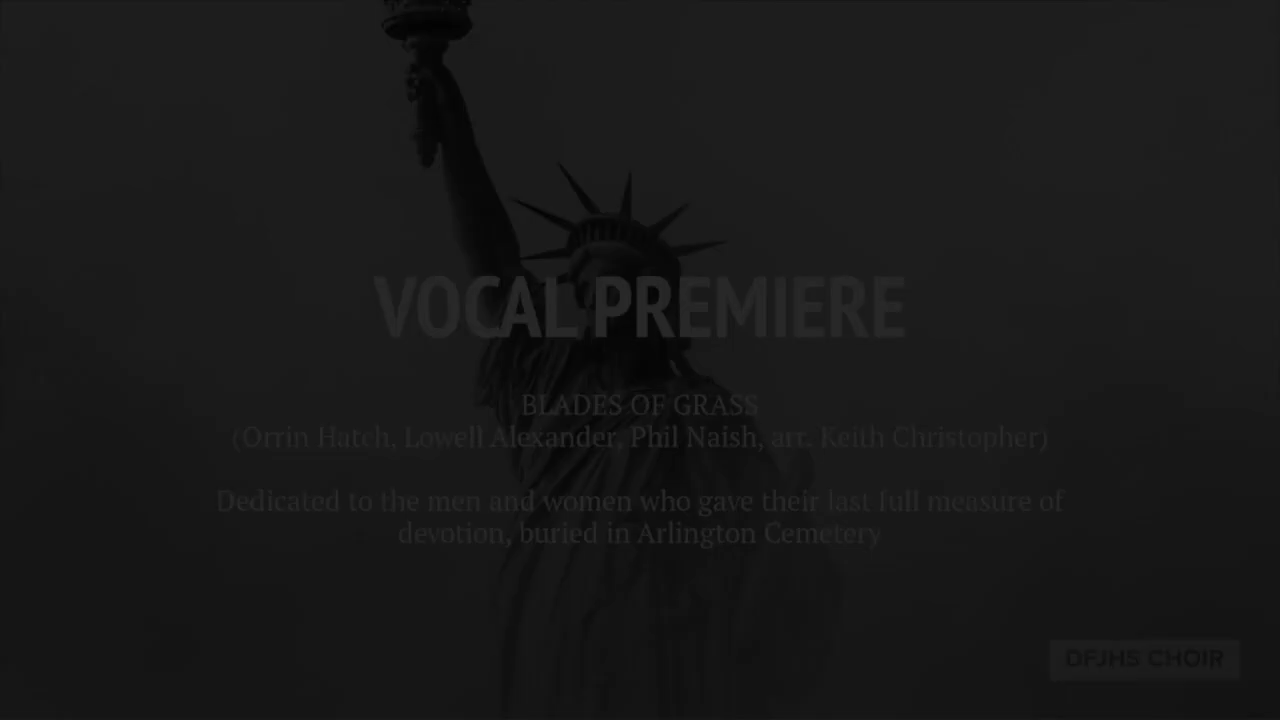 VOCAL PREMIERE
BLADES OF GRASS
(Orrin Hatch, Lowell Alexander, Phil Naish, arr. Keith Christopher)
Dedicated to the men and women who gave their last full measure of
devotion, buried in Arlington Cemetery
DFJHS CHOIR